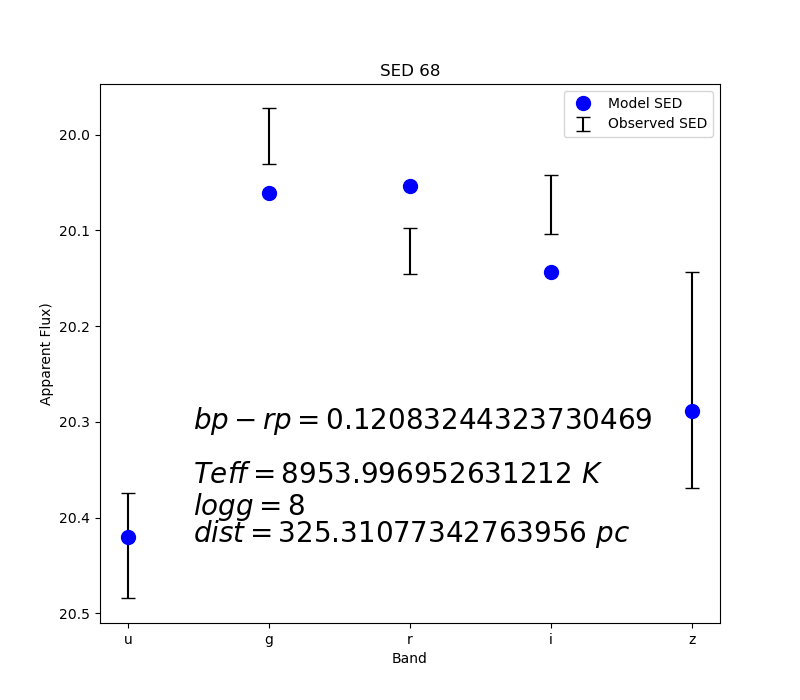 SED 68
Model SED
Observed SED
20.0
20.1
20.2
20.3
20.4
20.5
Apparent Flux)
bp − rp = 0.12083244323730469
Teff = 8953.996952631212 K
logg = 8
dist = 325.31077342763956 pc
u g r i z
Band